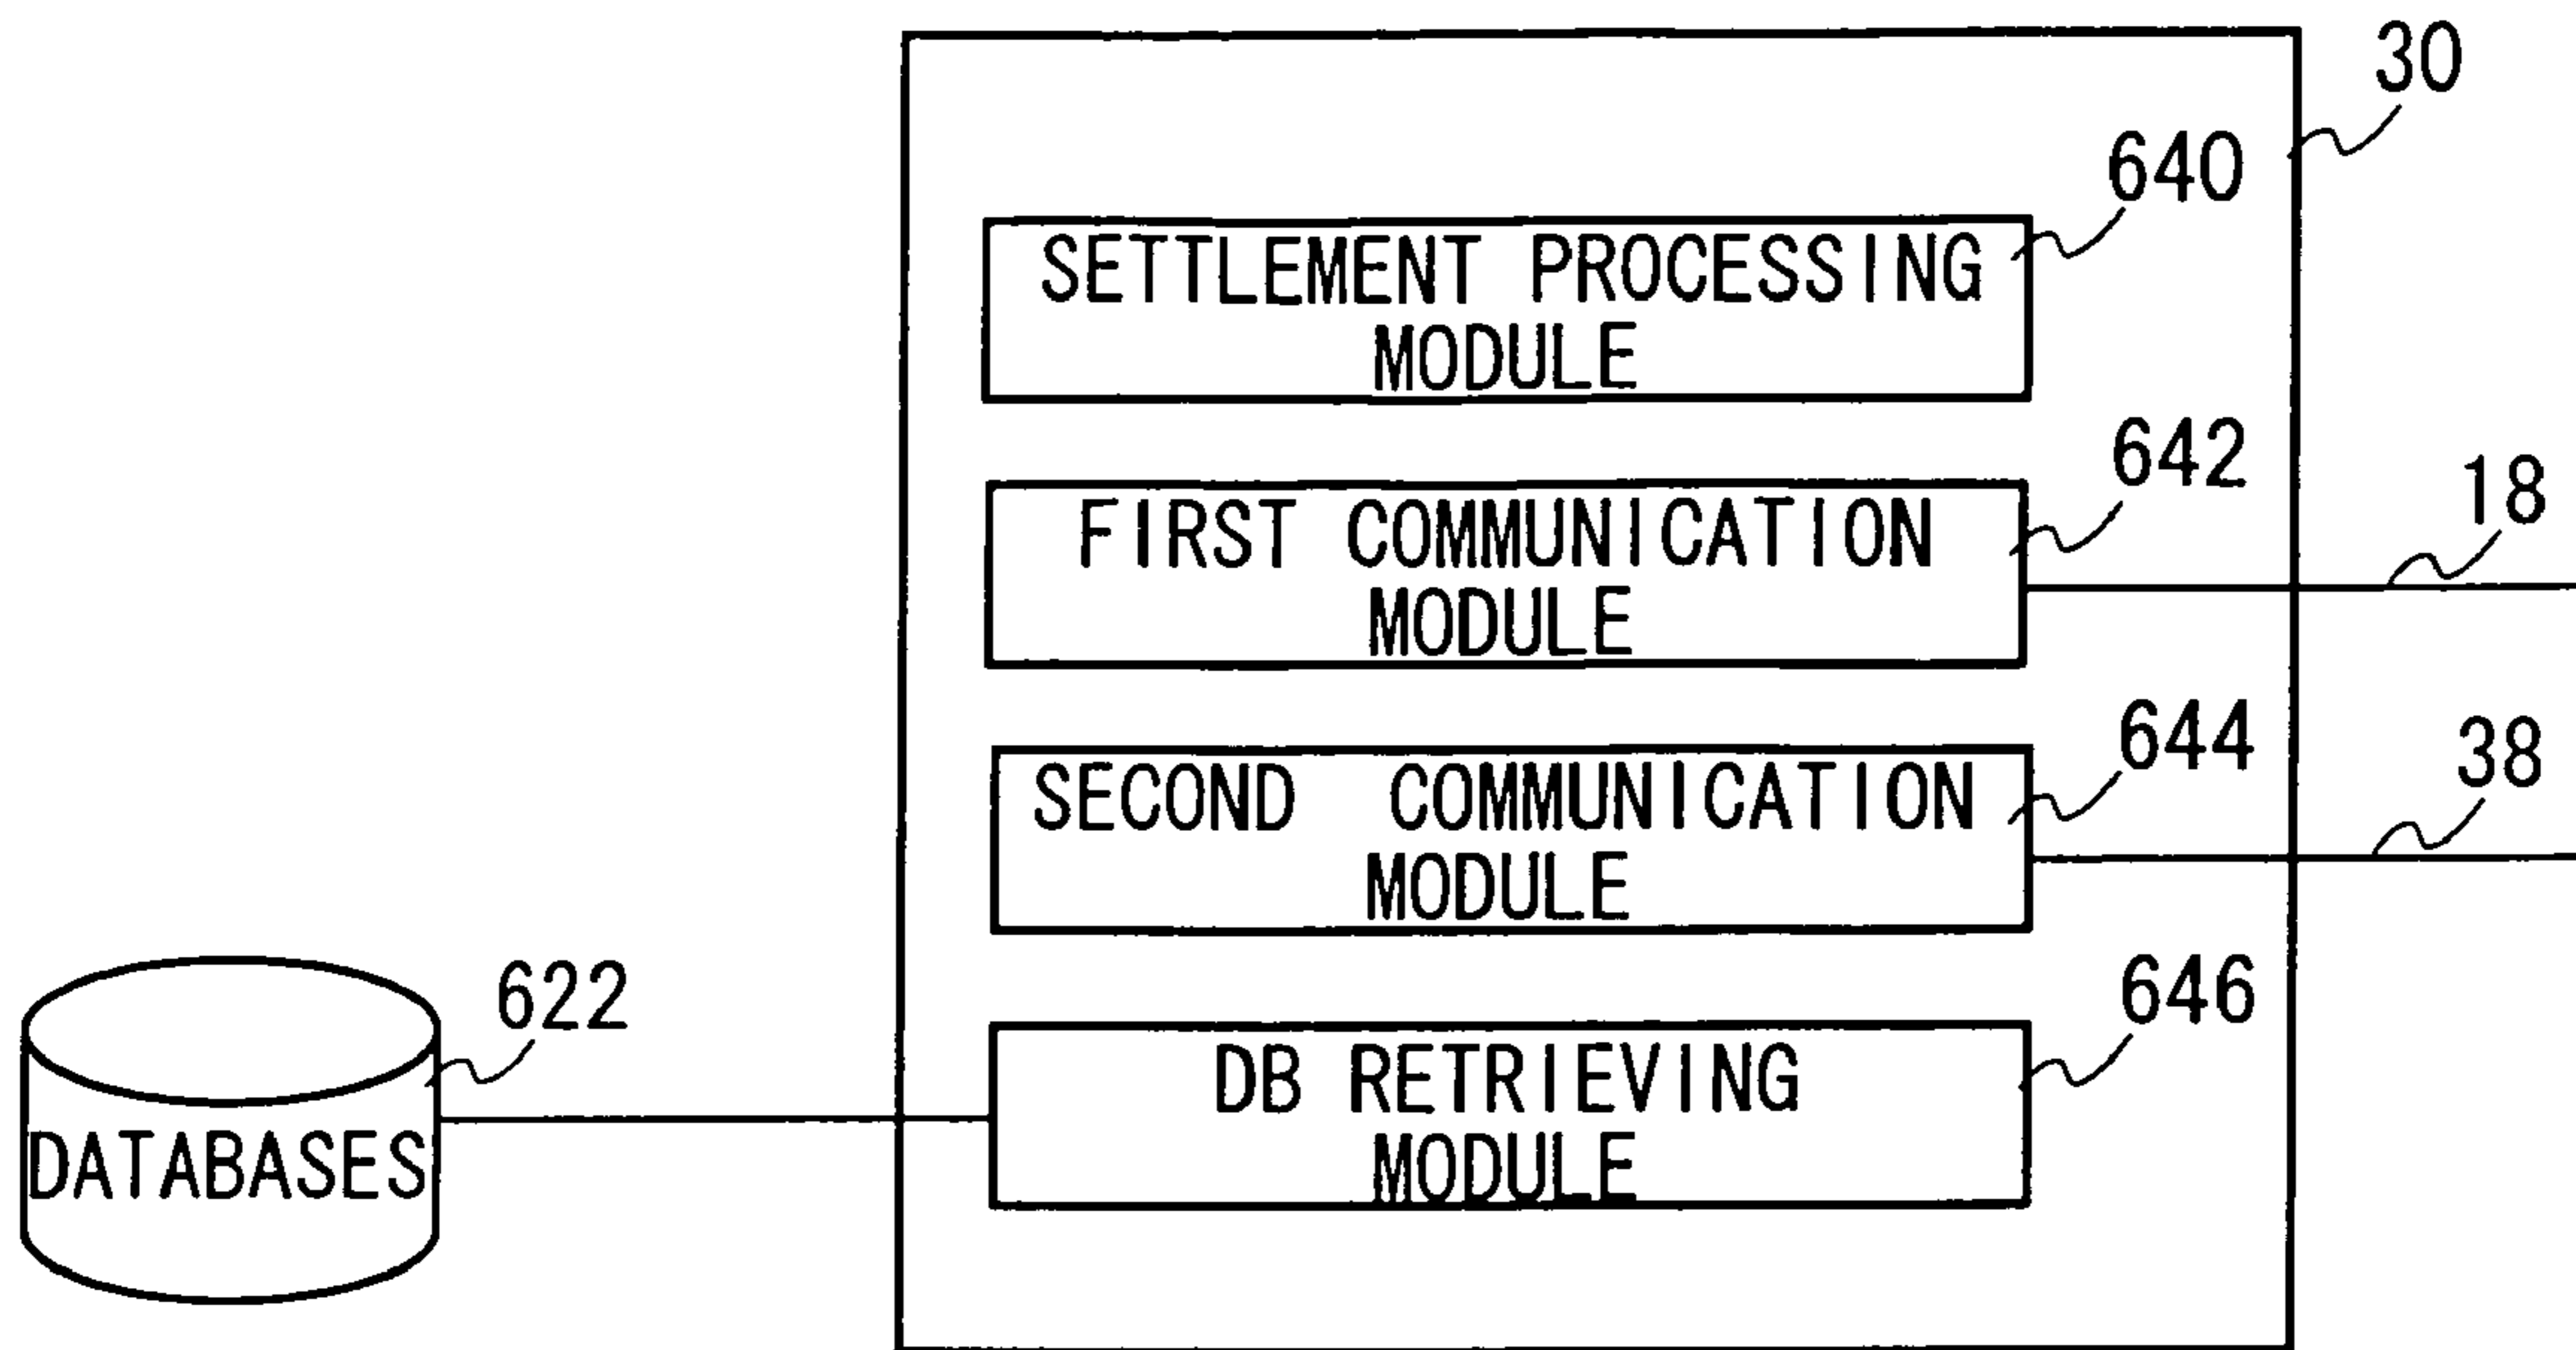 30
640
SETTLEMENT PROCESSING
MODULE
642
FIRST COMMUNICATION
MODULE
18
644
SECOND COMMUNICATION
MODULE
38
646
DB RETRIEVING
MODULE
622
DATABASES